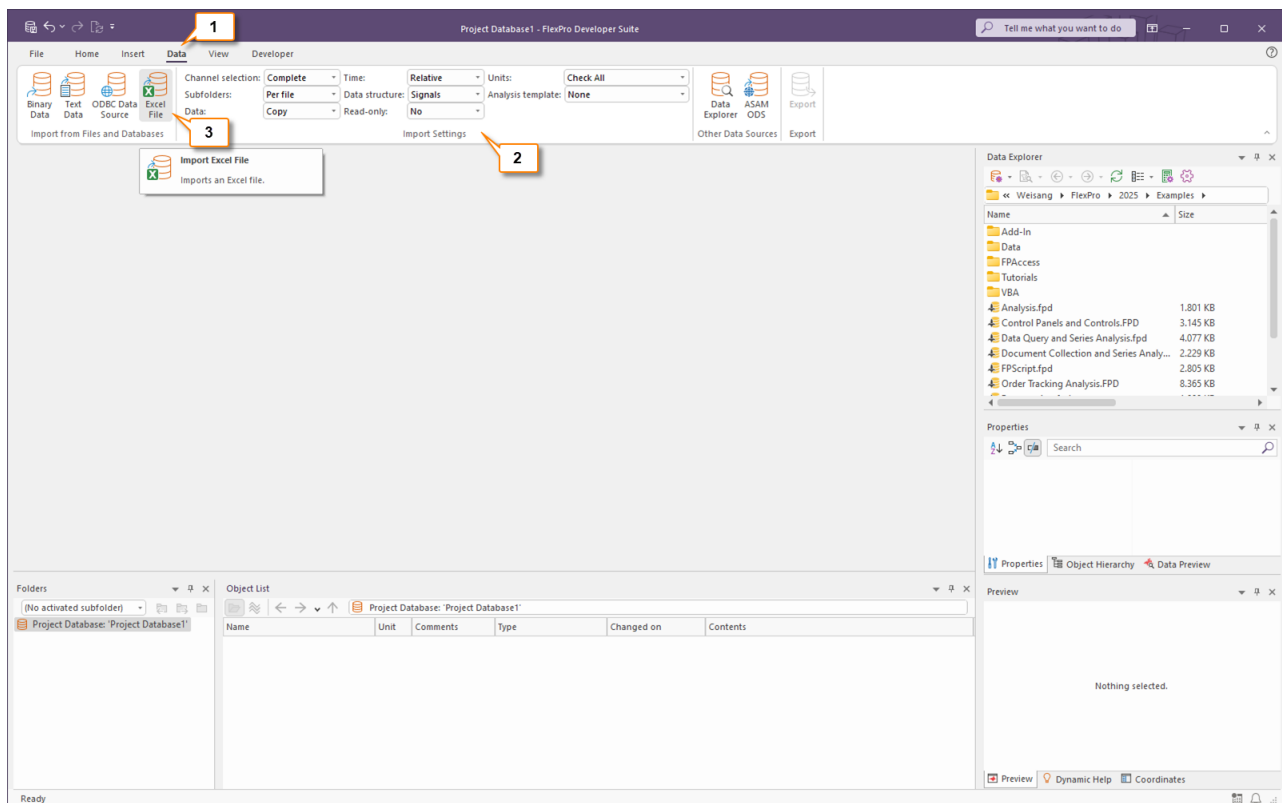 1
Project Database1 - FlexPro Developer Suite
Tell me what you want to do
File Home Insert Data View Developer
Channel selection: Complete Time: Relative Units: Check All
Subfolders: Per file Data structure: Signals Analysis template: None
Data: Copy Read-only: No
Binary Data
Text Data
ODBC Data Source
Excel File
Data Explorer
ASAM ODS
Export
Import from Files and Databases
3
Import Settings
Other Data Sources
Export
2
Import Excel File
Imports an Excel file.
Data Explorer
« Weisang FlexPro 2025 Examples
Name Size
Add-In
Data
FPAccess
Tutorials
VBA
Analysis.fpd 1.801 KB
Control Panels and Controls.FPD 3.145 KB
Data Query and Series Analysis.fpd 4.077 KB
Document Collection and Series Analy... 2.229 KB
FPScript.fpd 2.805 KB
Order Tracking Analysis.FPD 8.365 KB
Properties
Search
Properties Object Hierarchy Data Preview
Folders
(No activated subfolder)
Project Database: 'Project Database1'
Object List
Project Database: 'Project Database1'
Name Unit Comments Type Changed on Contents
Preview
Nothing selected.
Preview Dynamic Help Coordinates
Ready